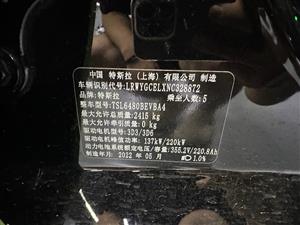 中国 特斯拉（上海）有限公司 制造
车辆识别代号:LRWYGCELXNC328872
品牌:特斯拉 乘坐人数:5
整车型号:TSL6480BEVBA4
最大允许总质量:2415 kg
最大允许牵引质量:0 kg
驱动电机型号:3D3/3D6
驱动电机峰值功率:137kW/220kW
动力电池系统额定电压/容量:355.2V/220.8Ah
制造年月:2022 年 05 月 1.0%